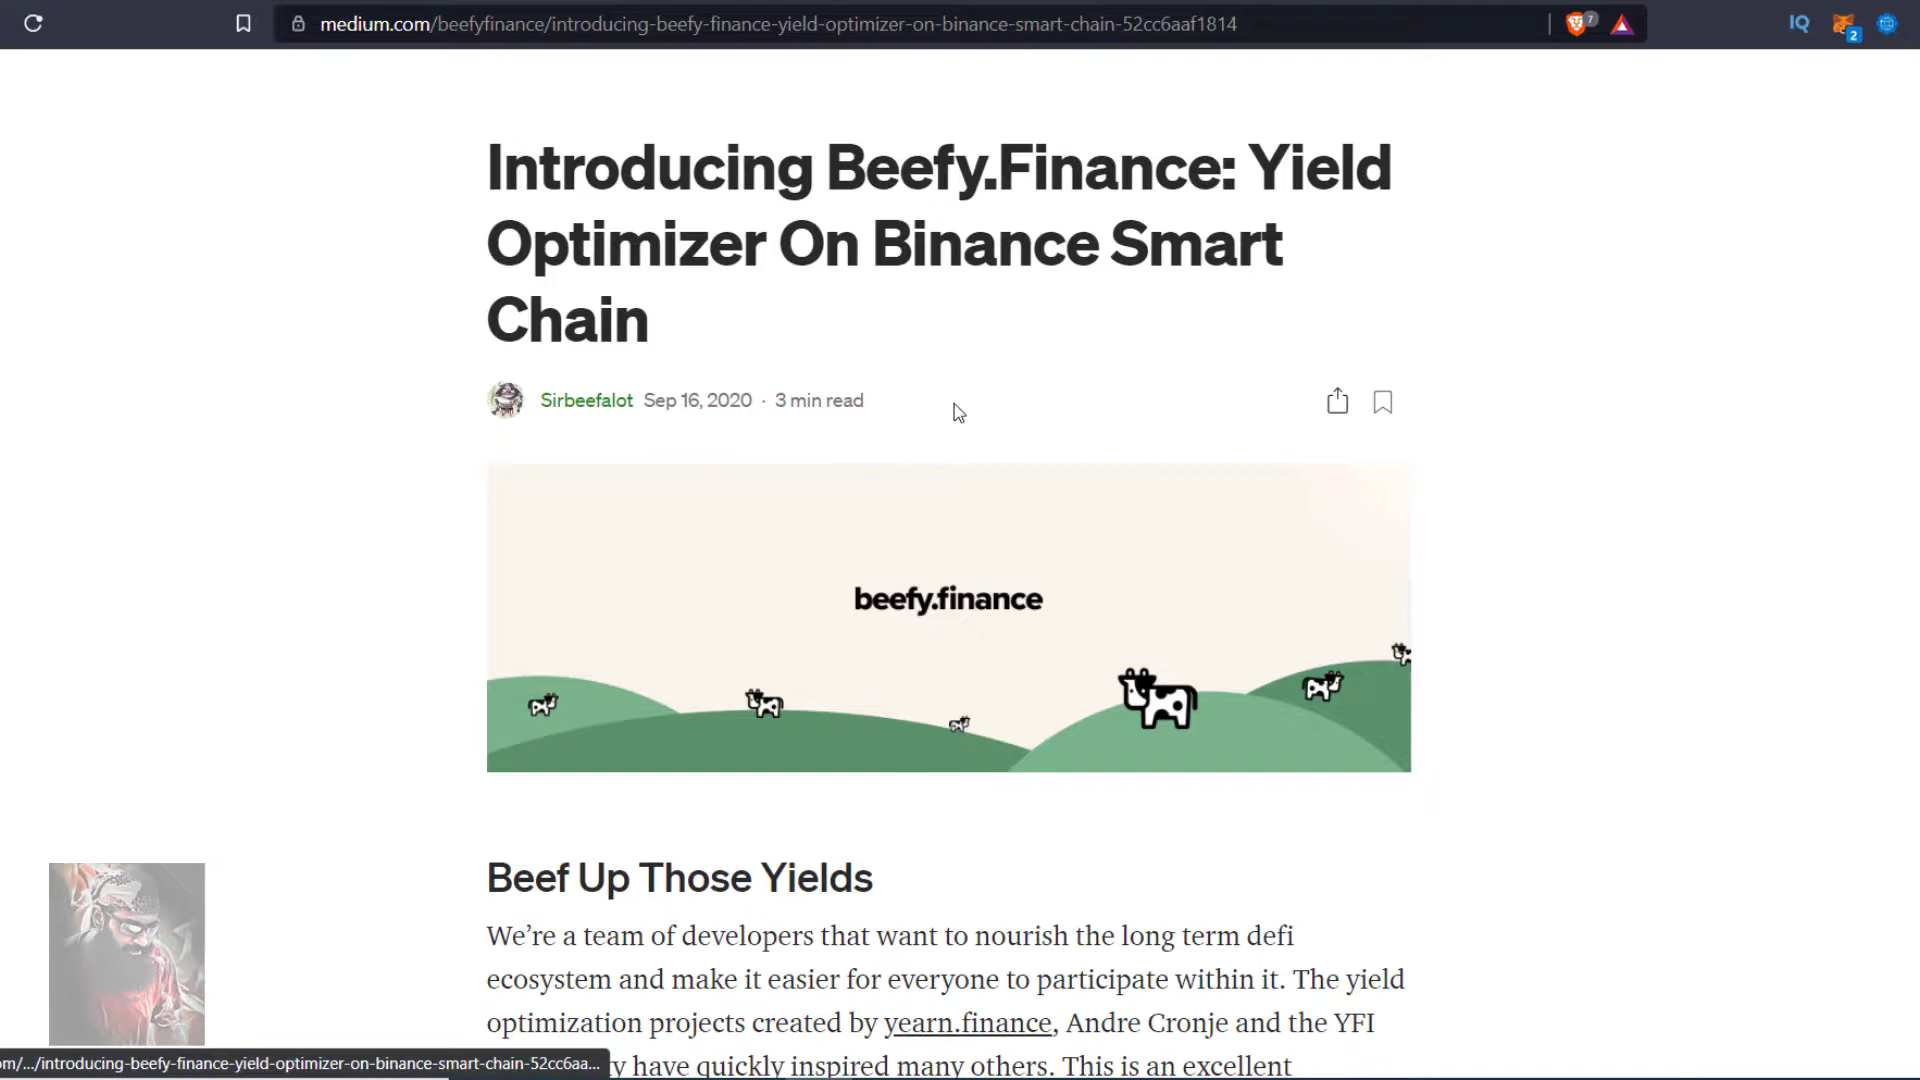 medium.com/beefyfinance/introducing-beefy-finance-yield-optimizer-on-binance-smart-chain-52cc6aaf1814
7
IQ
2
Introducing Beefy.Finance: Yield
Optimizer On Binance Smart
Chain
Sirbeefalot Sep 16, 2020 · 3 min read
beefy.finance
Beef Up Those Yields
We’re a team of developers that want to nourish the long term defi
ecosystem and make it easier for everyone to participate within it. The yield
optimization projects created by yearn.finance, Andre Cronje and the YFI
have quickly inspired many others. This is an excellent
om/.../introducing-beefy-finance-yield-optimizer-on-binance-smart-chain-52cc6aa...